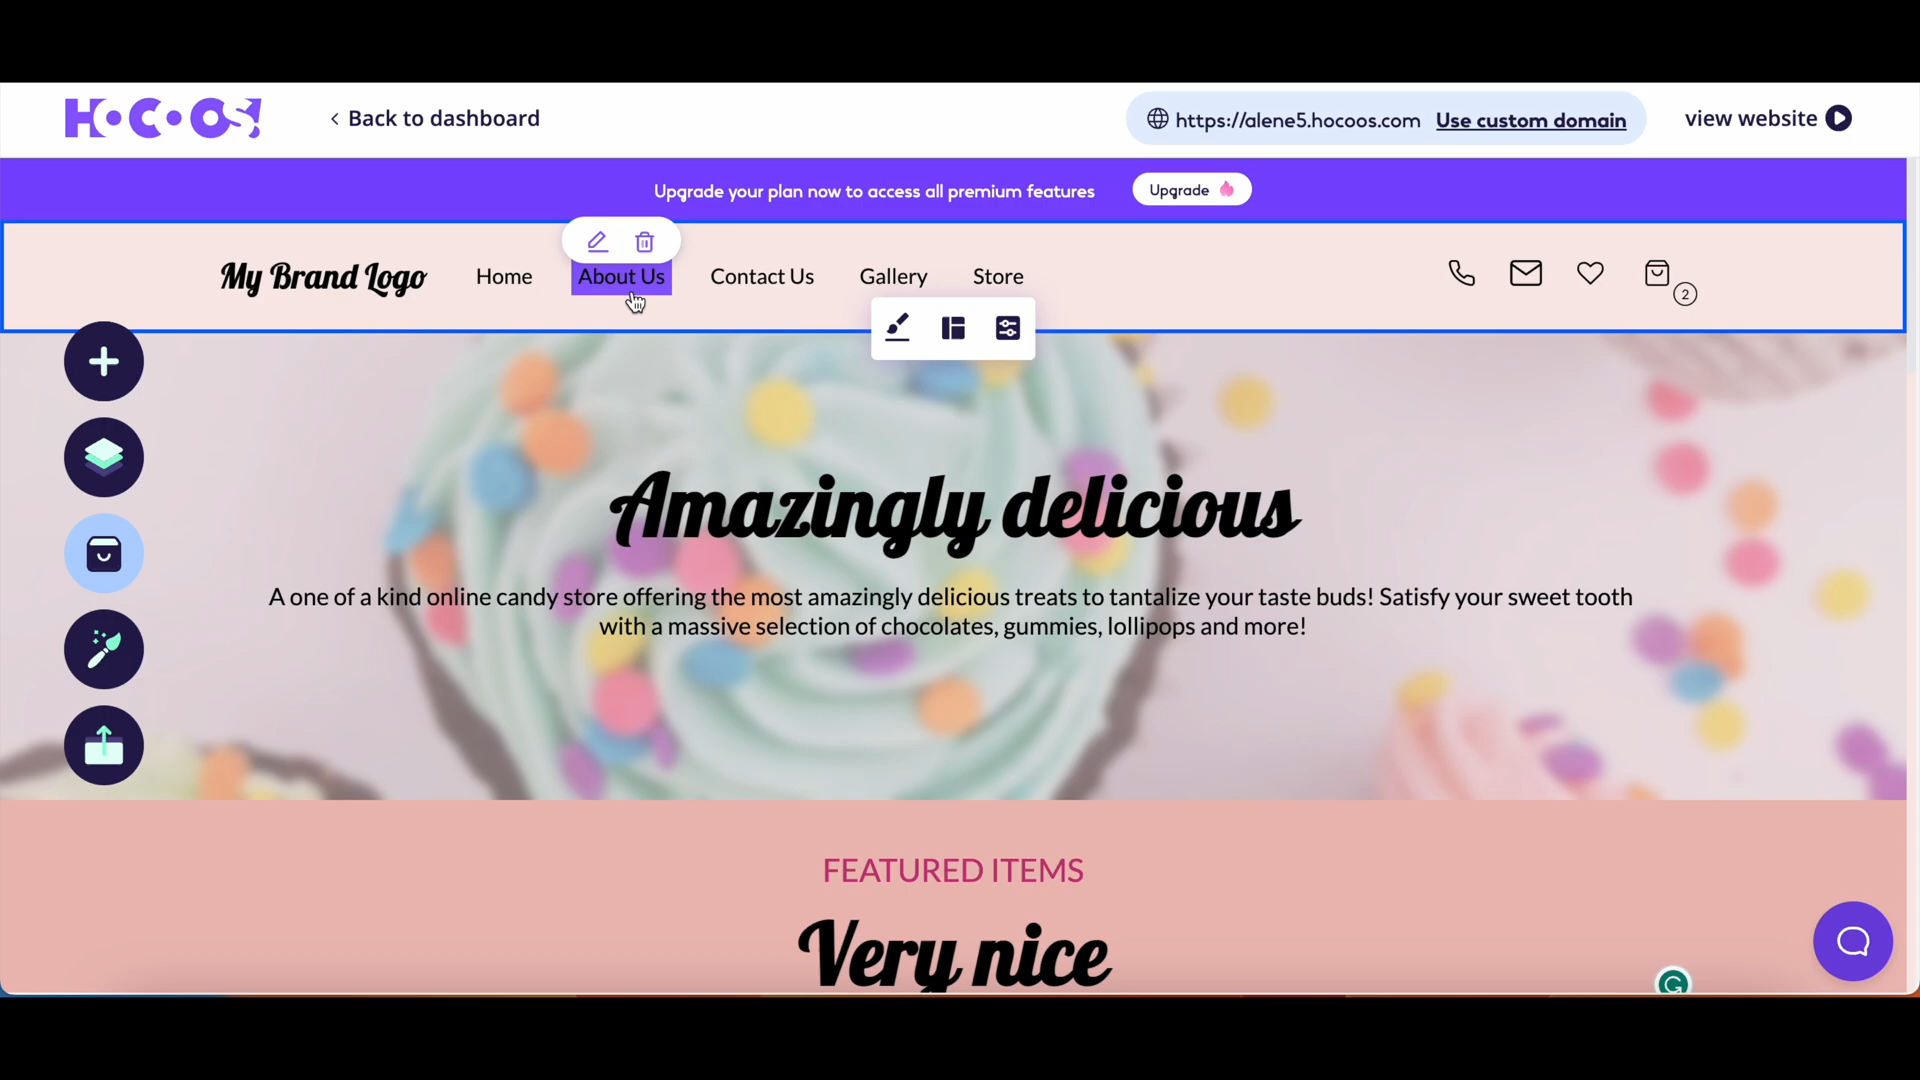 HOCOOS!
Back to dashboard
https://alene5.hocoos.com Use custom domain
view website
Upgrade your plan now to access all premium features
Upgrade
My Brand Logo
Home
About Us
Contact Us
Gallery
Store
2
Amazingly delicious
A one of a kind online candy store offering the most amazingly delicious treats to tantalize your taste buds! Satisfy your sweet tooth
with a massive selection of chocolates, gummies, lollipops and more!
FEATURED ITEMS
Very nice
G